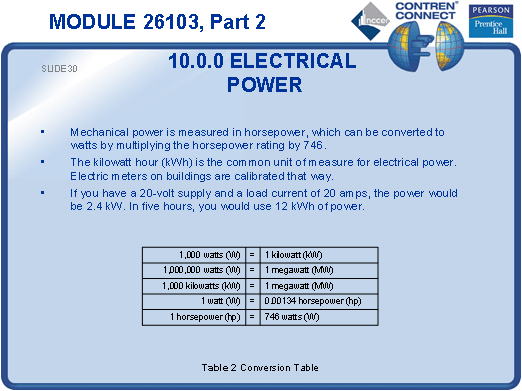 MODULE 26103, Part 2
nccer
CONTREN®
CONNECT
PEARSON
Prentice
Hall
SLIDE 30
10.0.0 ELECTRICAL
POWER
• Mechanical power is measured in horsepower, which can be converted to
watts by multiplying the horsepower rating by 746.
• The kilowatt hour (kWh) is the common unit of measure for electrical power.
Electric meters on buildings are calibrated that way.
• If you have a 20-volt supply and a load current of 20 amps, the power would
be 2.4 kW. In five hours, you would use 12 kWh of power.
1,000 watts (W) = 1 kilowatt (kW)
1,000,000 watts (W) = 1 megawatt (MW)
1,000 kilowatts (kW) = 1 megawatt (MW)
1 watt (W) = 0.00134 horsepower (hp)
1 horsepower (hp) = 746 watts (W)
Table 2 Conversion Table